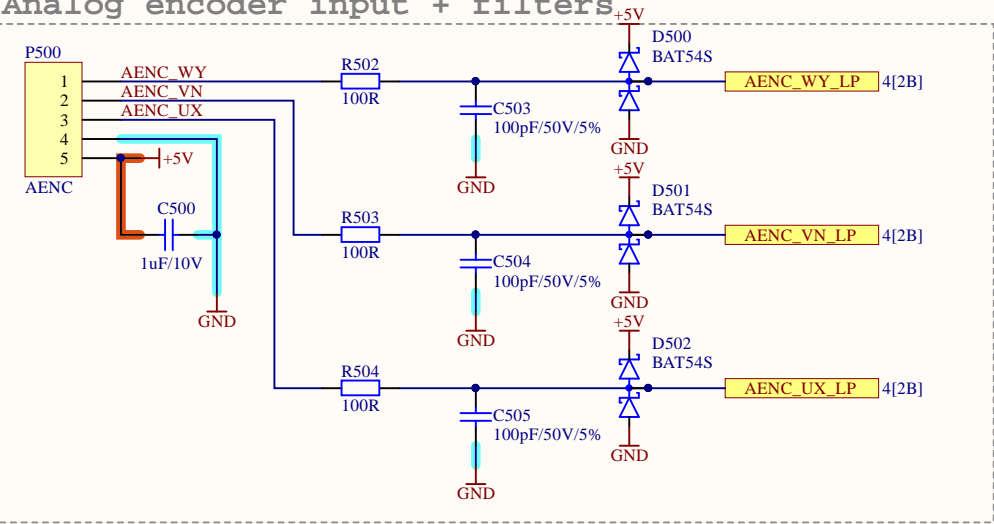 Analog encoder input + filters
P500
1
2
3
4
5
AENC
AENC_WY
AENC_VN
AENC_UX
+5V
C500
1uF/10V
GND
R502
100R
C503
100pF/50V/5%
GND
+5V
D500
BAT54S
GND
AENC_WY_LP
4[2B]
R503
100R
C504
100pF/50V/5%
GND
+5V
D501
BAT54S
GND
AENC_VN_LP
4[2B]
R504
100R
C505
100pF/50V/5%
GND
+5V
D502
BAT54S
GND
AENC_UX_LP
4[2B]